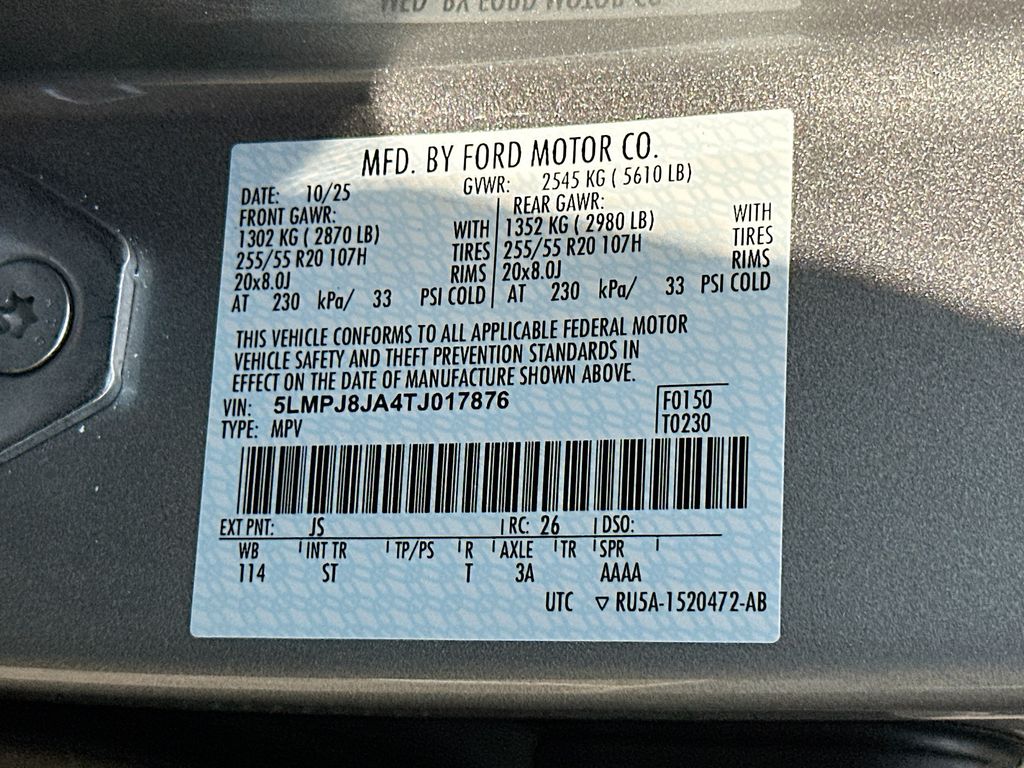 MFD. BY FORD MOTOR CO.
DATE: 10/25 GVWR: 2545 KG ( 5610 LB)
FRONT GAWR: REAR GAWR:
1302 KG ( 2870 LB) WITH 1352 KG ( 2980 LB) WITH
255/55 R20 107H TIRES 255/55 R20 107H TIRES
20x8.0J RIMS 20x8.0J RIMS
AT 230 kPa/ 33 PSI COLD AT 230 kPa/ 33 PSI COLD
THIS VEHICLE CONFORMS TO ALL APPLICABLE FEDERAL MOTOR
VEHICLE SAFETY AND THEFT PREVENTION STANDARDS IN
EFFECT ON THE DATE OF MANUFACTURE SHOWN ABOVE.
VIN: 5LMPJ8JA4TJ017876 F0150
TYPE: MPV T0230
EXT PNT: JS RC: 26 DSO:
WB INT TR TP/PS R AXLE TR SPR
114 ST T 3A AAAA
UTC ▽ RU5A-1520472-AB